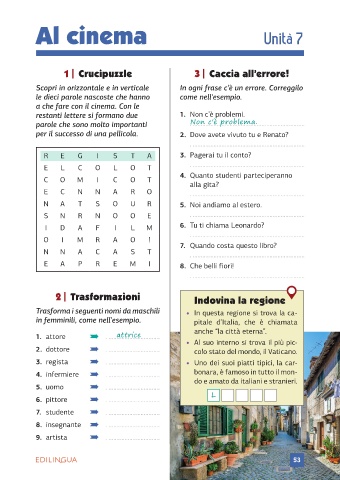 Al cinema
Unità 7
1 | Crucipuzzle
Scopri in orizzontale e in verticale
le dieci parole nascoste che hanno
a che fare con il cinema. Con le
restanti lettere si formano due
parole che sono molto importanti
per il successo di una pellicola.
R E G I S T A
E L C O L O T
C O M I C O T
E C N N A R O
N A T S O U R
S N R N O O E
I D A F I L M
O I M R A O !
N N A C A S T
E A P R E M I
2 | Trasformazioni
Trasforma i seguenti nomi da maschili
in femminili, come nell'esempio.
1. attore ➡ attrice
2. dottore ➡
3. regista ➡
4. infermiere ➡
5. uomo ➡
6. pittore ➡
7. studente ➡
8. insegnante ➡
9. artista ➡
3 | Caccia all'errore!
In ogni frase c'è un errore. Correggilo
come nell'esempio.
1. Non c'è problemi.
Non c'è problema.
2. Dove avete vivuto tu e Renato?
3. Pagerai tu il conto?
4. Quanto studenti parteciperanno
alla gita?
5. Noi andiamo al estero.
6. Tu ti chiama Leonardo?
7. Quando costa questo libro?
8. Che belli fiori!
Indovina la regione
• In questa regione si trova la ca-
pitale d'Italia, che è chiamata
anche "la città eterna".
• Al suo interno si trova il più pic-
colo stato del mondo, il Vaticano.
• Uno dei suoi piatti tipici, la car-
bonara, è famoso in tutto il mon-
do e amato da italiani e stranieri.
L
EDILINGUA
53